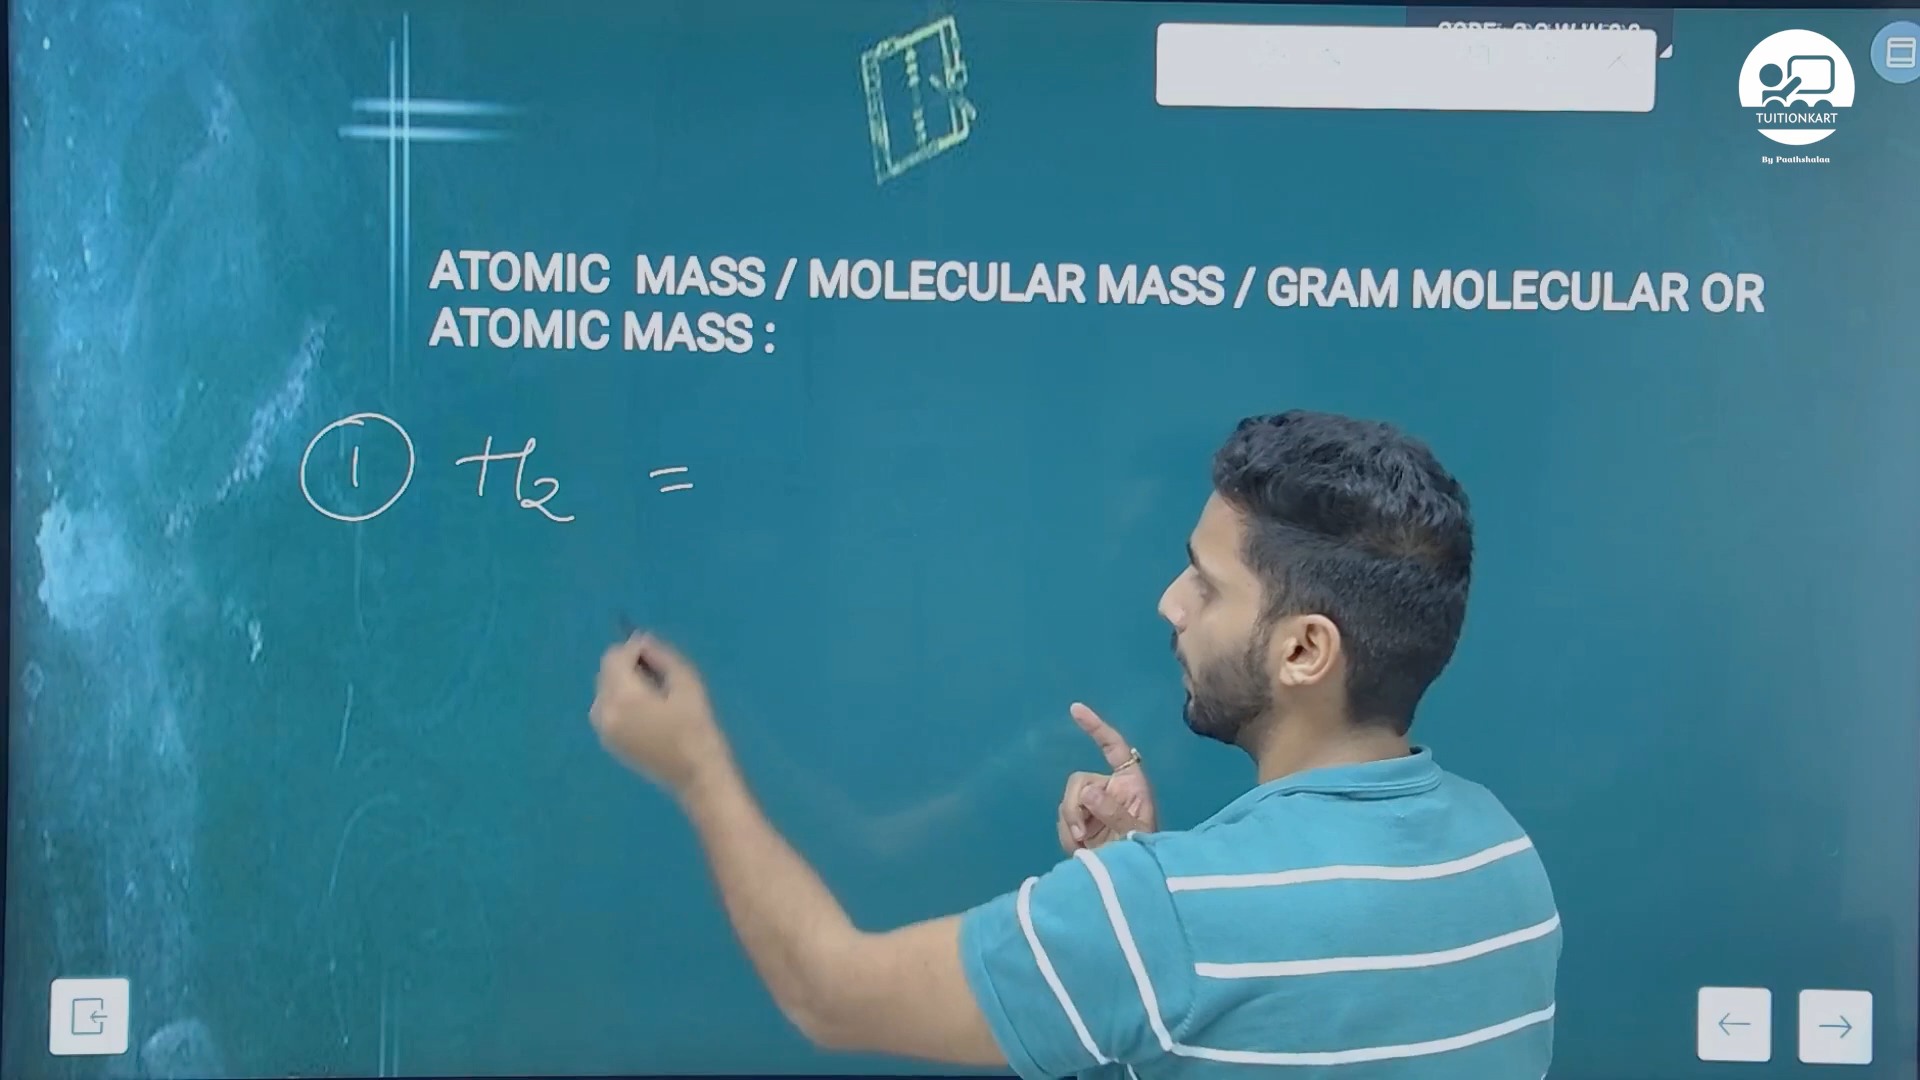 TUITIONKART
By Paathshalaa
ATOMIC MASS / MOLECULAR MASS / GRAM MOLECULAR OR
ATOMIC MASS :
1 H2 =